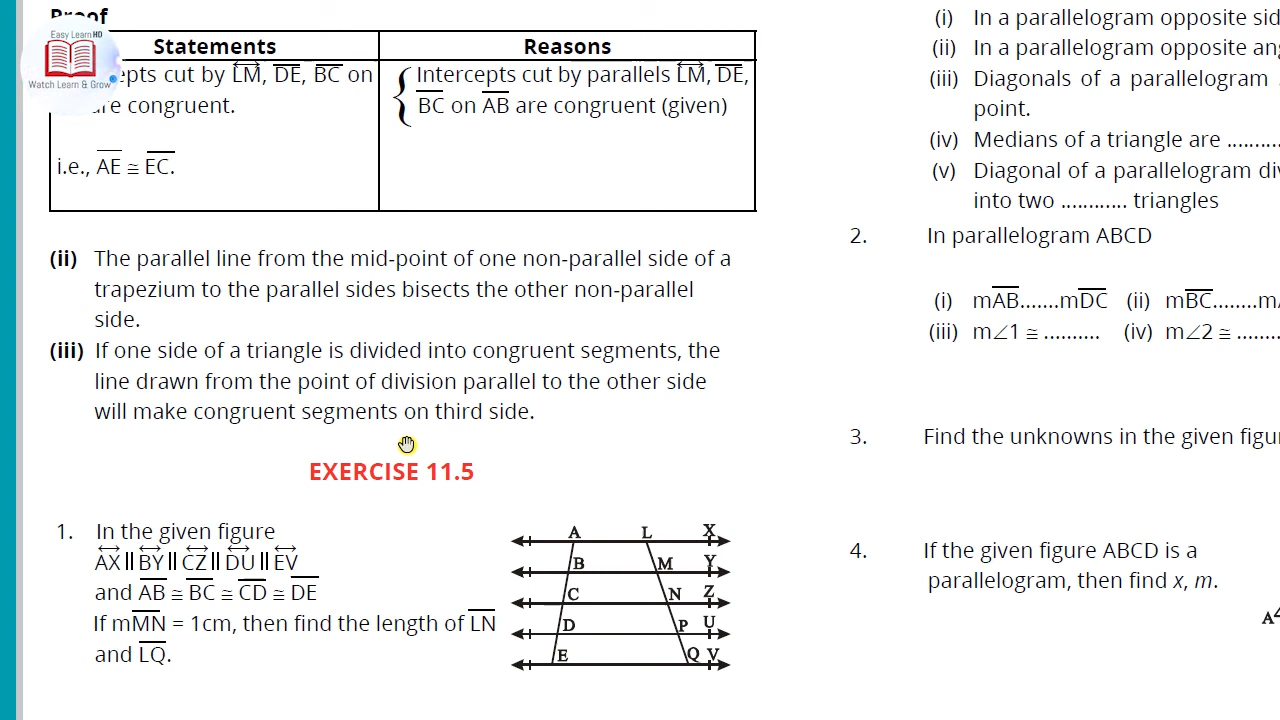 Proof
Easy Learn HD
Watch Learn & Grow
Statements
Reasons
epts cut by LM, DE, BC on
are congruent.
i.e., AE ≅ EC.
Intercepts cut by parallels LM, DE,
BC on AB are congruent (given)
(ii) The parallel line from the mid-point of one non-parallel side of a
trapezium to the parallel sides bisects the other non-parallel
side.
(iii) If one side of a triangle is divided into congruent segments, the
line drawn from the point of division parallel to the other side
will make congruent segments on third side.
EXERCISE 11.5
1. In the given figure
AX || BY || CZ || DU || EV
and AB ≅ BC ≅ CD ≅ DE
If mMN = 1cm, then find the length of LN
and LQ.
A L X
B M Y
C N Z
D P U
E Q V
(i) In a parallelogram opposite sid
(ii) In a parallelogram opposite an
(iii) Diagonals of a parallelogram
point.
(iv) Medians of a triangle are ..........
(v) Diagonal of a parallelogram di
into two ............ triangles
2. In parallelogram ABCD
(i) mAB.......mDC (ii) mBC........m
(iii) m∠1 ≅ .......... (iv) m∠2 ≅ ........
3. Find the unknowns in the given figu
4. If the given figure ABCD is a
parallelogram, then find x, m.
A